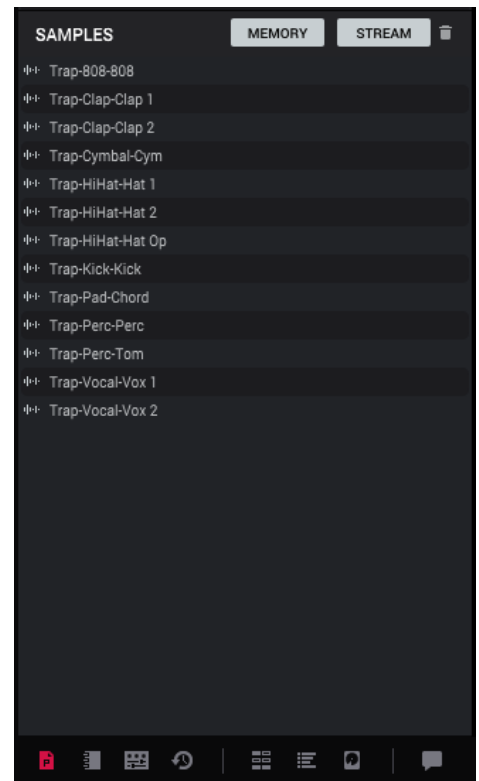 SAMPLES MEMORY STREAM
Trap-808-808
Trap-Clap-Clap 1
Trap-Clap-Clap 2
Trap-Cymbal-Cym
Trap-HiHat-Hat 1
Trap-HiHat-Hat 2
Trap-HiHat-Hat Op
Trap-Kick-Kick
Trap-Pad-Chord
Trap-Perc-Perc
Trap-Perc-Tom
Trap-Vocal-Vox 1
Trap-Vocal-Vox 2
P